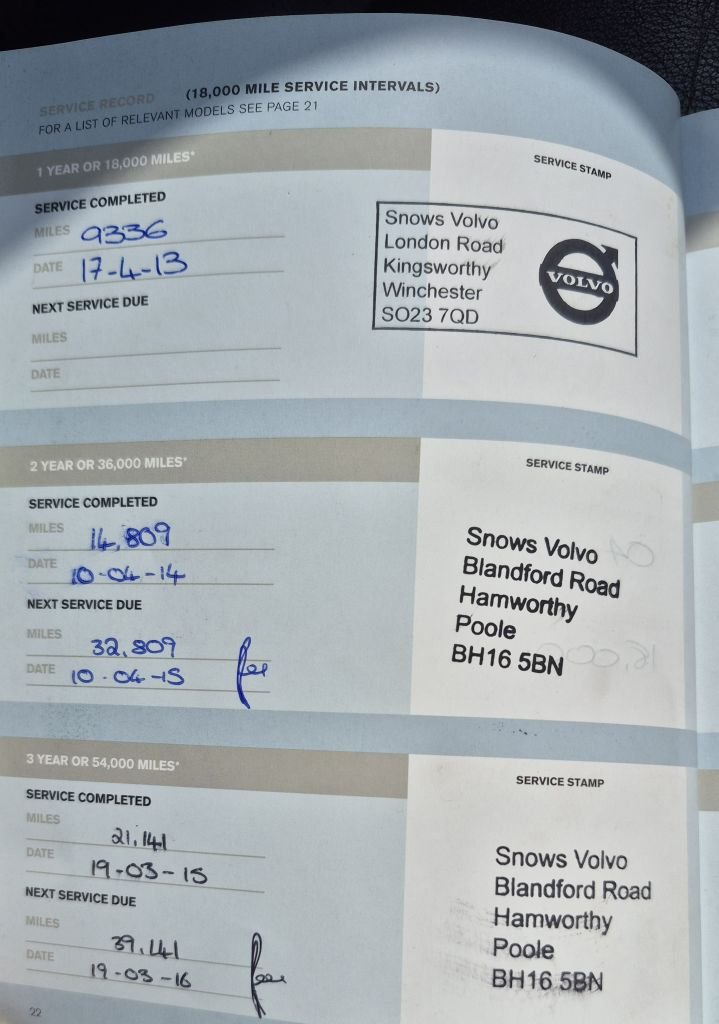 SERVICE RECORD (18,000 MILE SERVICE INTERVALS)
FOR A LIST OF RELEVANT MODELS SEE PAGE 21
1 YEAR OR 18,000 MILES*
SERVICE STAMP
SERVICE COMPLETED
MILES 9336
DATE 17-4-13
NEXT SERVICE DUE
MILES
DATE
Snows Volvo
London Road
Kingsworthy
Winchester
SO23 7QD
VOLVO
2 YEAR OR 36,000 MILES*
SERVICE STAMP
SERVICE COMPLETED
MILES 14,809
DATE 10-04-14
NEXT SERVICE DUE
MILES 32,809
DATE 10-04-15
Snows Volvo
Blandford Road
Hamworthy
Poole
BH16 5BN
3 YEAR OR 54,000 MILES*
SERVICE STAMP
SERVICE COMPLETED
MILES 21,141
DATE 19-03-15
NEXT SERVICE DUE
MILES 39,141
DATE 19-03-16
Snows Volvo
Blandford Road
Hamworthy
Poole
BH16 5BN
22